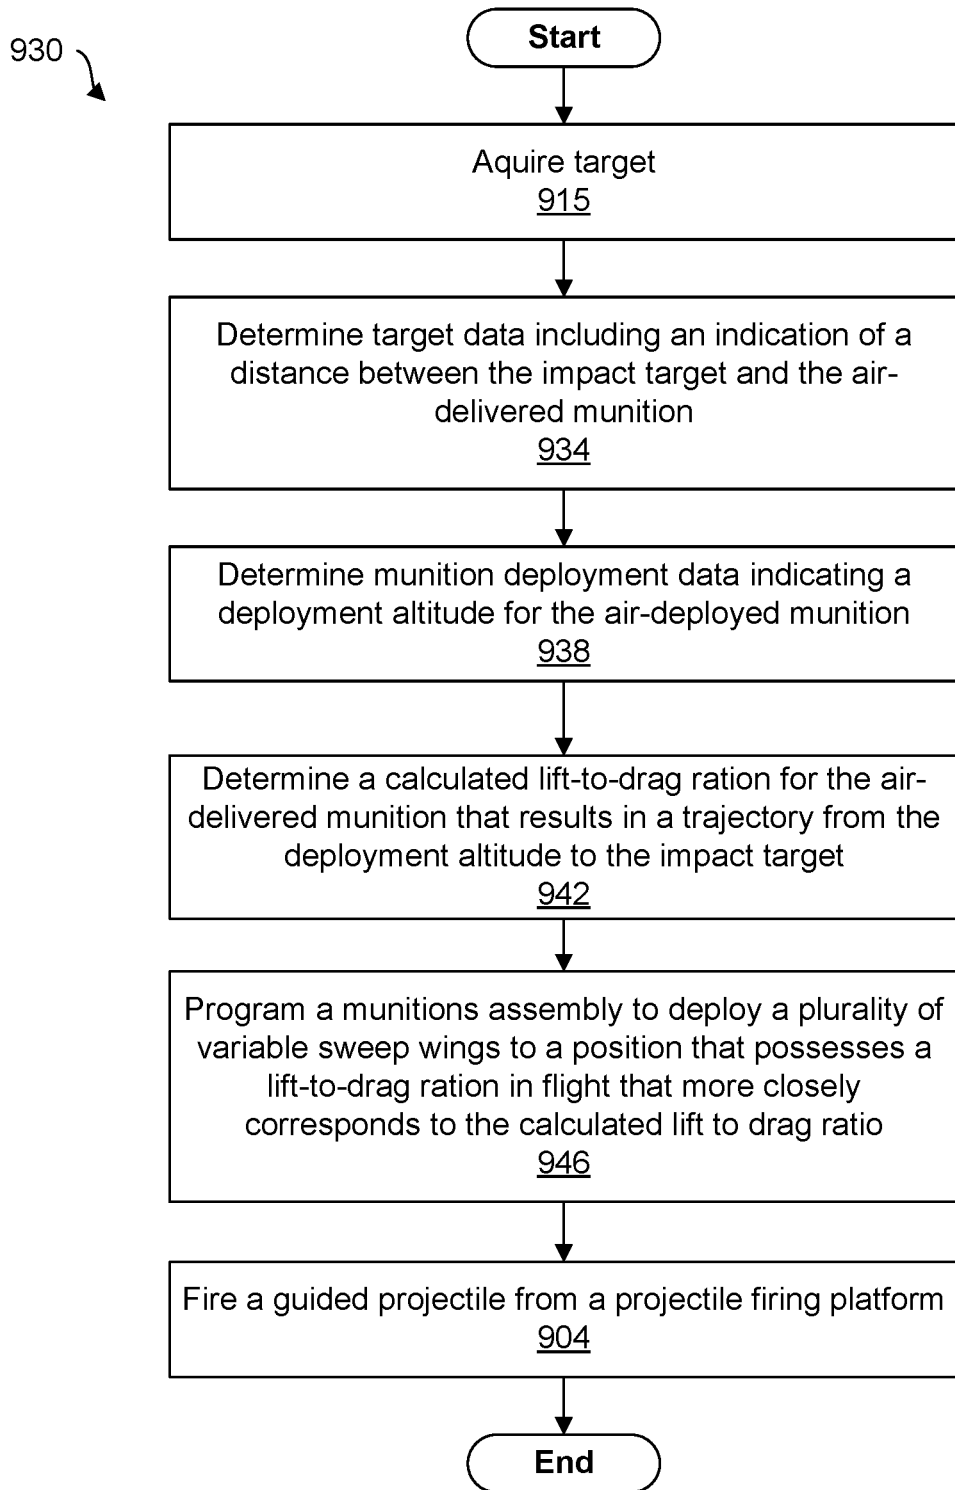 930
Start
Aquire target
915
Determine target data including an indication of a
distance between the impact target and the air-
delivered munition
934
Determine munition deployment data indicating a
deployment altitude for the air-deployed munition
938
Determine a calculated lift-to-drag ration for the air-
delivered munition that results in a trajectory from the
deployment altitude to the impact target
942
Program a munitions assembly to deploy a plurality of
variable sweep wings to a position that possesses a
lift-to-drag ration in flight that more closely
corresponds to the calculated lift to drag ratio
946
Fire a guided projectile from a projectile firing platform
904
End